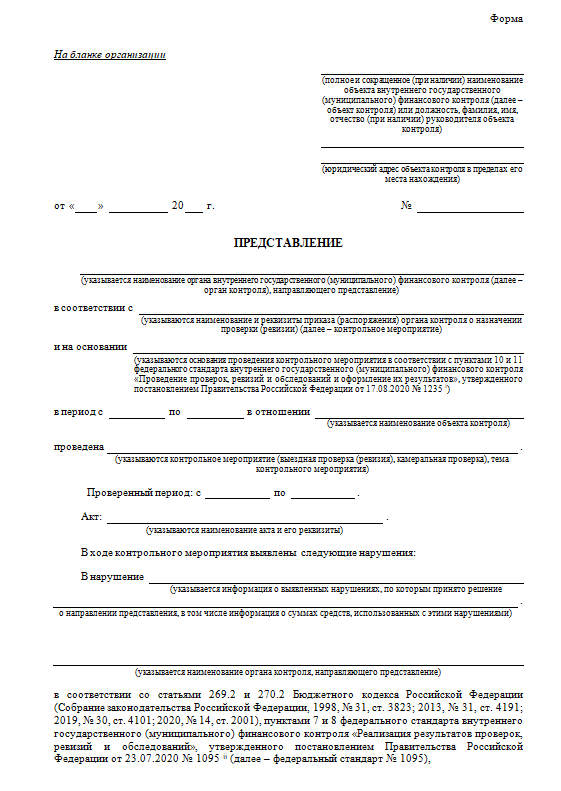 Форма
На бланке организации
(полное и сокращенное (при наличии) наименование
объекта внутреннего государственного
(муниципального) финансового контроля (далее –
объект контроля) или должность, фамилия, имя,
отчество (при наличии) руководителя объекта
контроля)
(юридический адрес объекта контроля в пределах его
места нахождения)
от «___» __________ 20___ г. № __________
ПРЕДСТАВЛЕНИЕ
(указывается наименование органа внутреннего государственного (муниципального) финансового контроля (далее –
орган контроля), направляющего представление)
в соответствии с
(указываются наименование и реквизиты приказа (распоряжения) органа контроля о назначении
проверки (ревизии) (далее – контрольное мероприятие)
и на основании
(указываются основания проведения контрольного мероприятия в соответствии с пунктами 10 и 11
федерального стандарта внутреннего государственного (муниципального) финансового контроля
«Проведение проверок, ревизий и обследований и оформление их результатов», утвержденного
постановлением Правительства Российской Федерации от 17.08.2020 № 1235 i)
в период с __________ по __________ в отношении
(указывается наименование объекта контроля)
проведена .
(указываются контрольное мероприятие (выездная проверка (ревизия), камеральная проверка), тема
контрольного мероприятия)
Проверенный период: с __________ по __________ .
Акт: .
(указываются наименование акта и его реквизиты)
В ходе контрольного мероприятия выявлены следующие нарушения:
В нарушение
(указывается информация о выявленных нарушениях, по которым принято решение
.
о направлении представления, в том числе информация о суммах средств, использованных с этими нарушениями)
(указывается наименование органа контроля, направляющего представление)
в соответствии со статьями 269.2 и 270.2 Бюджетного кодекса Российской Федерации
(Собрание законодательства Российской Федерации, 1998, № 31, ст. 3823; 2013, № 31, ст. 4191;
2019, № 30, ст. 4101; 2020, № 14, ст. 2001), пунктами 7 и 8 федерального стандарта внутреннего
государственного (муниципального) финансового контроля «Реализация результатов проверок,
ревизий и обследований», утвержденного постановлением Правительства Российской
Федерации от 23.07.2020 № 1095 ii (далее – федеральный стандарт № 1095),